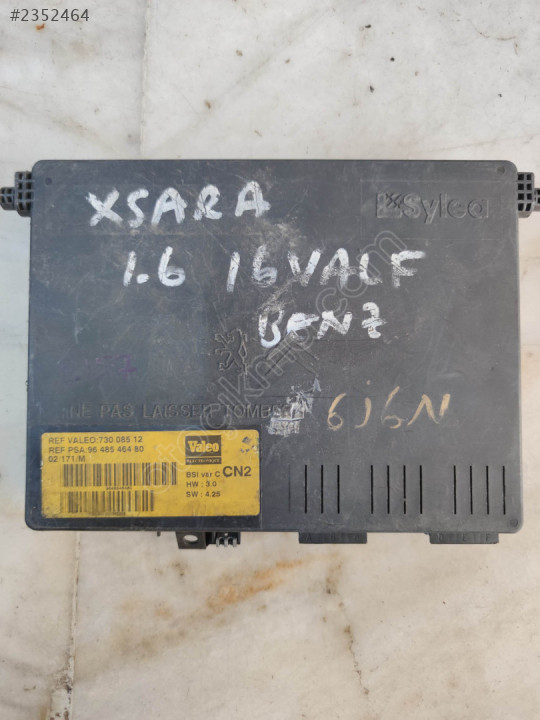 #2352464
Sylea
XSARA
1.6 16VALF
BENZ
NE PAS LAISSER TOMBER
6J6N
REF VALEO:730 085 12
REF PSA:96 485 464 80
02 171/M
Valeo
BSI ver C CN2
HW : 3.0
SW : 4.26